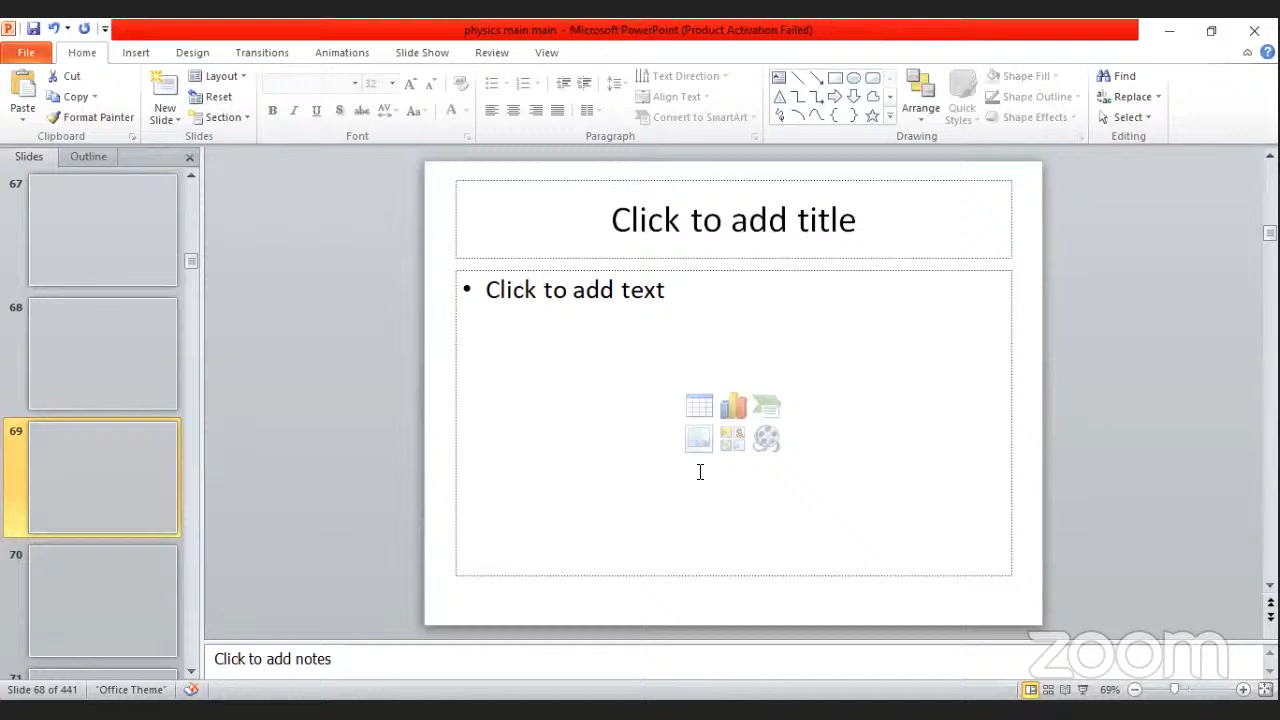 physics main main - Microsoft PowerPoint (Product Activation Failed)
File Home Insert Design Transitions Animations Slide Show Review View
Paste
Cut
Copy
Format Painter
Clipboard
New Slide
Layout
Reset
Section
Slides
32
Font
Text Direction
Align Text
Convert to SmartArt
Paragraph
Arrange
Quick Styles
Shape Fill
Shape Outline
Shape Effects
Drawing
Find
Replace
Select
Editing
Slides Outline
67
68
69
70
71
Click to add title
• Click to add text
Click to add notes
zoom
Slide 68 of 441 "Office Theme" 69%